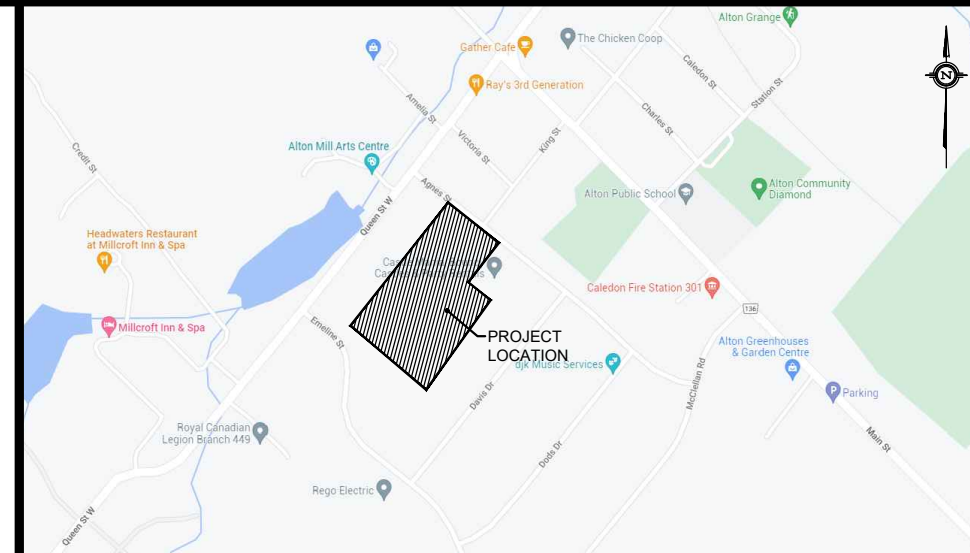 Alton Grange
The Chicken Coop
Gather Cafe
Ray's 3rd Generation
Caledon St
Station St
Charles St
Amelia St
Victoria St
King St
N
Credit St
Alton Mill Arts Centre
Agnes St
Queen St W
Alton Public School
Alton Community
Diamond
Headwaters Restaurant
at Millcroft Inn & Spa
Caledon Fire Station 301
136
Millcroft Inn & Spa
Emeline St
PROJECT
LOCATION
djk Music Services
Alton Greenhouses
& Garden Centre
P Parking
McClellan Rd
Davis Dr
Dods Dr
Main St
Royal Canadian
Legion Branch 449
Rego Electric
Queen St W